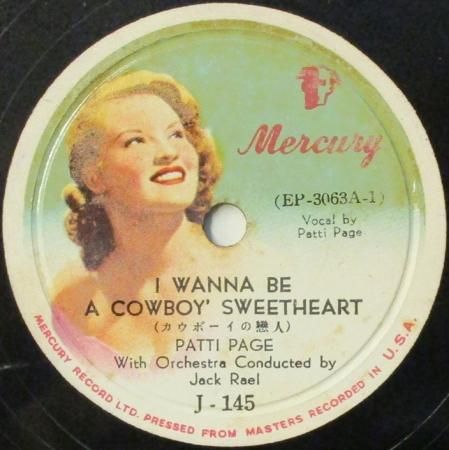 Mercury
(EP-3063A-1)
Vocal by
Patti Page
I WANNA BE
A COWBOY' SWEETHEART
(カウボーイの戀人)
PATTI PAGE
With Orchestra Conducted by
Jack Rael
J-145
MERCURY RECORD LTD. PRESSED FROM MASTERS RECORDED IN U.S.A.